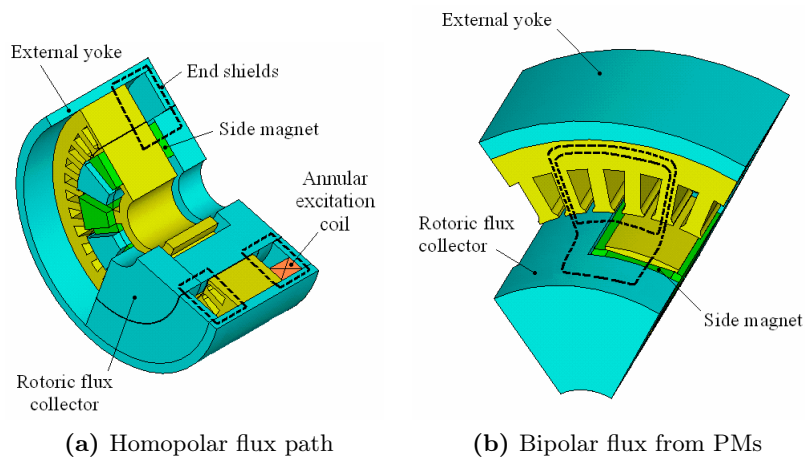 External yoke
End shields
Side magnet
Annular
excitation
coil
Rotoric flux
collector
(a) Homopolar flux path
External yoke
Rotoric flux
collector
Side magnet
(b) Bipolar flux from PMs